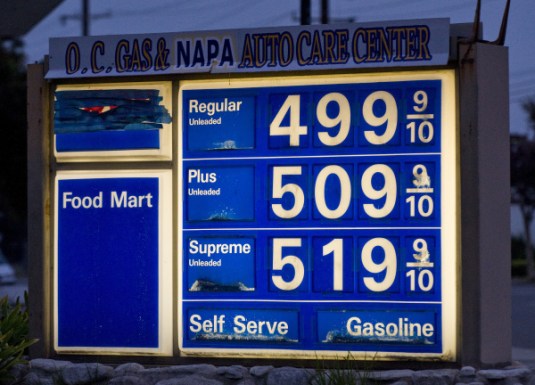 O.C. GAS & NAPA AUTO CARE CENTER
Food Mart
Regular
Unleaded
499 9/10
Plus
Unleaded
509 9/10
Supreme
Unleaded
519 9/10
Self Serve Gasoline